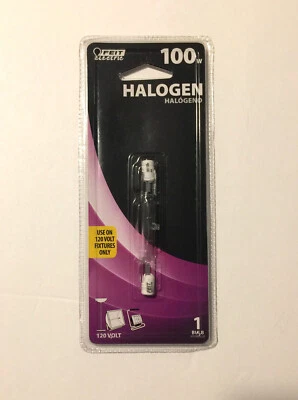 FEIT
electric
100W
HALOGEN
HALÓGENO
USE ON
120 VOLT
FIXTURES
ONLY
120 VOLT
1
BULB